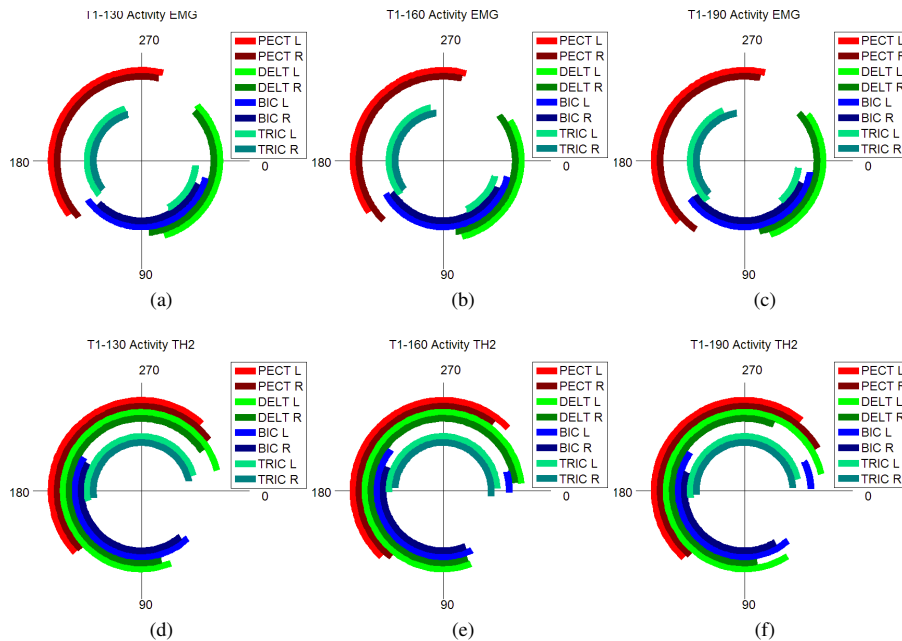 T1-130 Activity EMG
270
180
0
90
PECT L
PECT R
DELT L
DELT R
BIC L
BIC R
TRIC L
TRIC R
(a)
T1-160 Activity EMG
270
180
0
90
PECT L
PECT R
DELT L
DELT R
BIC L
BIC R
TRIC L
TRIC R
(b)
T1-190 Activity EMG
270
180
0
90
PECT L
PECT R
DELT L
DELT R
BIC L
BIC R
TRIC L
TRIC R
(c)
T1-130 Activity TH2
270
180
0
90
PECT L
PECT R
DELT L
DELT R
BIC L
BIC R
TRIC L
TRIC R
(d)
T1-160 Activity TH2
270
180
0
90
PECT L
PECT R
DELT L
DELT R
BIC L
BIC R
TRIC L
TRIC R
(e)
T1-190 Activity TH2
270
180
0
90
PECT L
PECT R
DELT L
DELT R
BIC L
BIC R
TRIC L
TRIC R
(f)